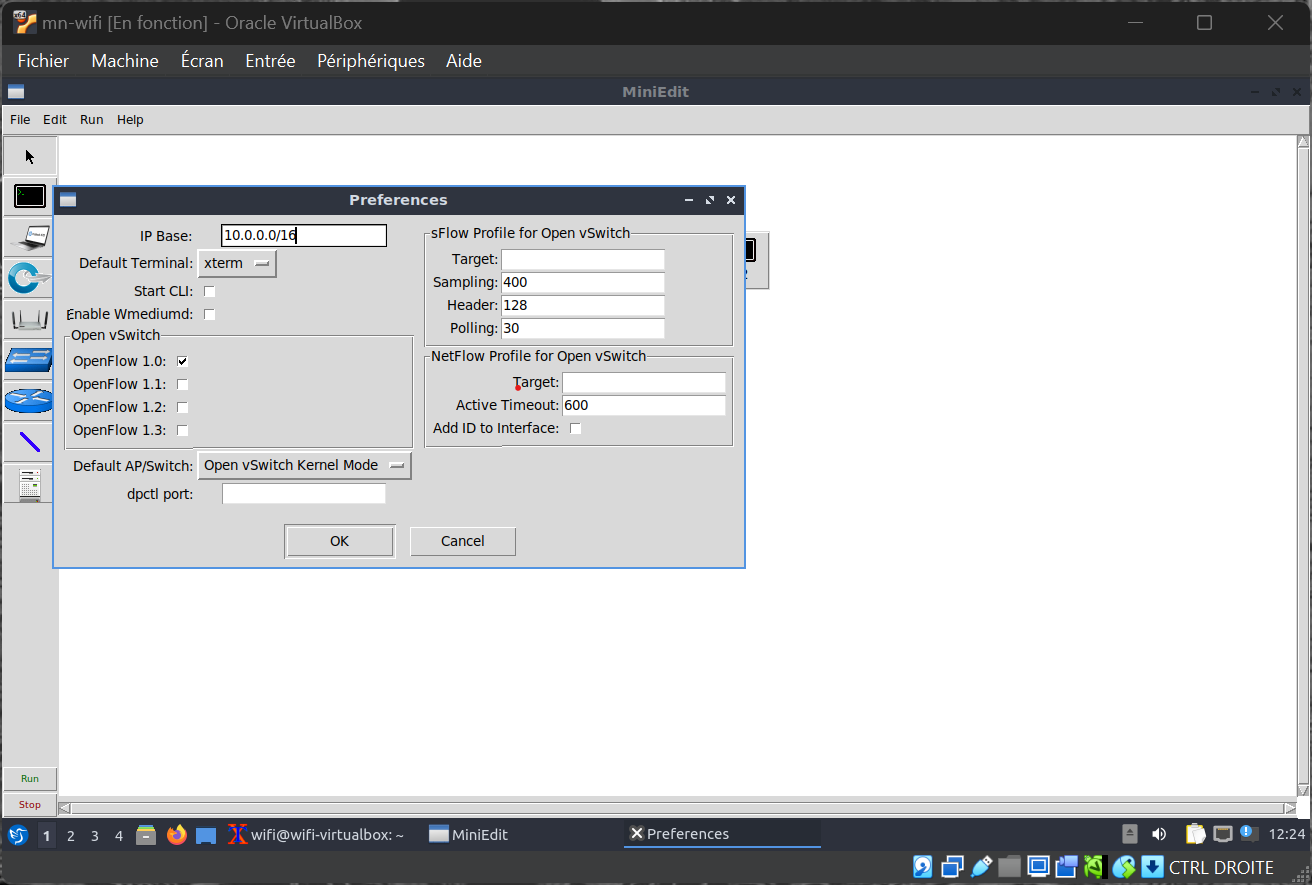 mn-wifi [En fonction] - Oracle VirtualBox
Fichier Machine Écran Entrée Périphériques Aide
MiniEdit
File Edit Run Help
Preferences
IP Base: 10.0.0.0/16
Default Terminal: xterm
Start CLI:
Enable Wmediumd:
Open vSwitch
OpenFlow 1.0:
OpenFlow 1.1:
OpenFlow 1.2:
OpenFlow 1.3:
Default AP/Switch: Open vSwitch Kernel Mode
dpctl port:
sFlow Profile for Open vSwitch
Target:
Sampling: 400
Header: 128
Polling: 30
NetFlow Profile for Open vSwitch
Target:
Active Timeout: 600
Add ID to Interface:
OK Cancel
Run
Stop
1 2 3 4 wifi@wifi-virtualbox: ~ MiniEdit Preferences 12:24
CTRL DROITE